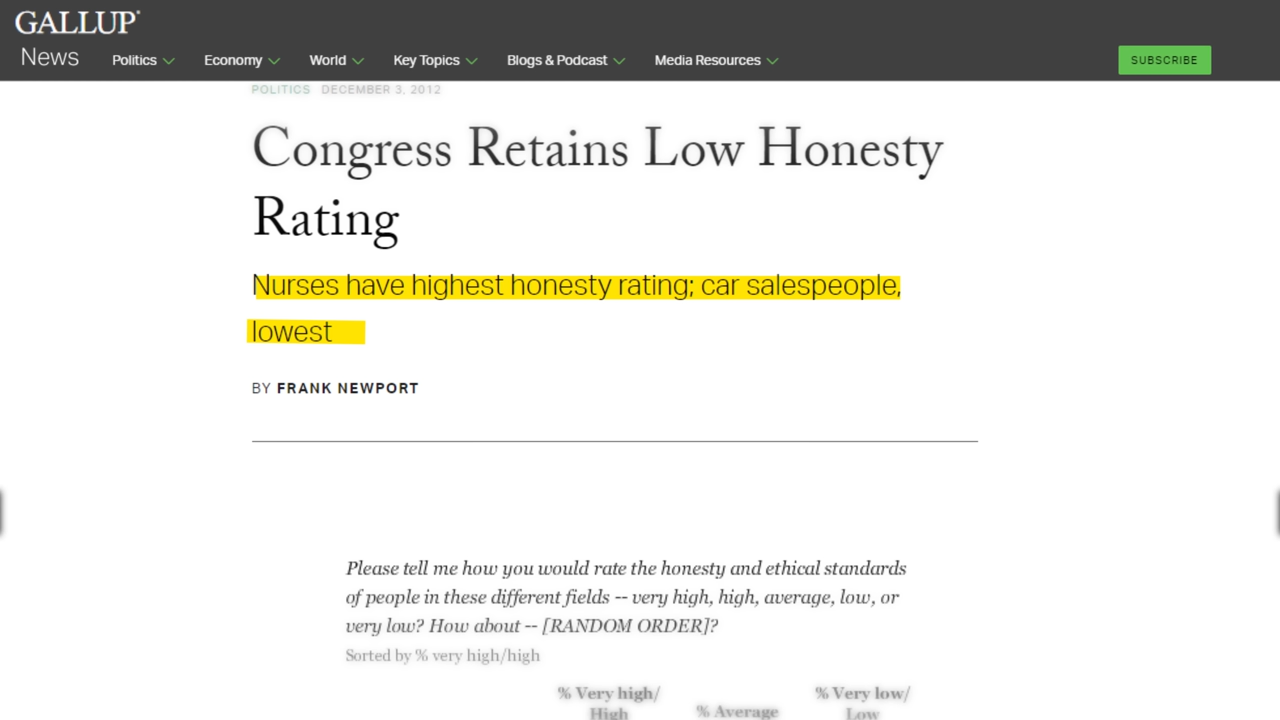 GALLUP®
News Politics Economy World Key Topics Blogs & Podcast Media Resources SUBSCRIBE
POLITICS DECEMBER 3, 2012
Congress Retains Low Honesty
Rating
Nurses have highest honesty rating; car salespeople,
lowest
BY FRANK NEWPORT
Please tell me how you would rate the honesty and ethical standards
of people in these different fields -- very high, high, average, low, or
very low? How about -- [RANDOM ORDER]?
Sorted by % very high/high
% Very high/ % Average % Very low/
High Low